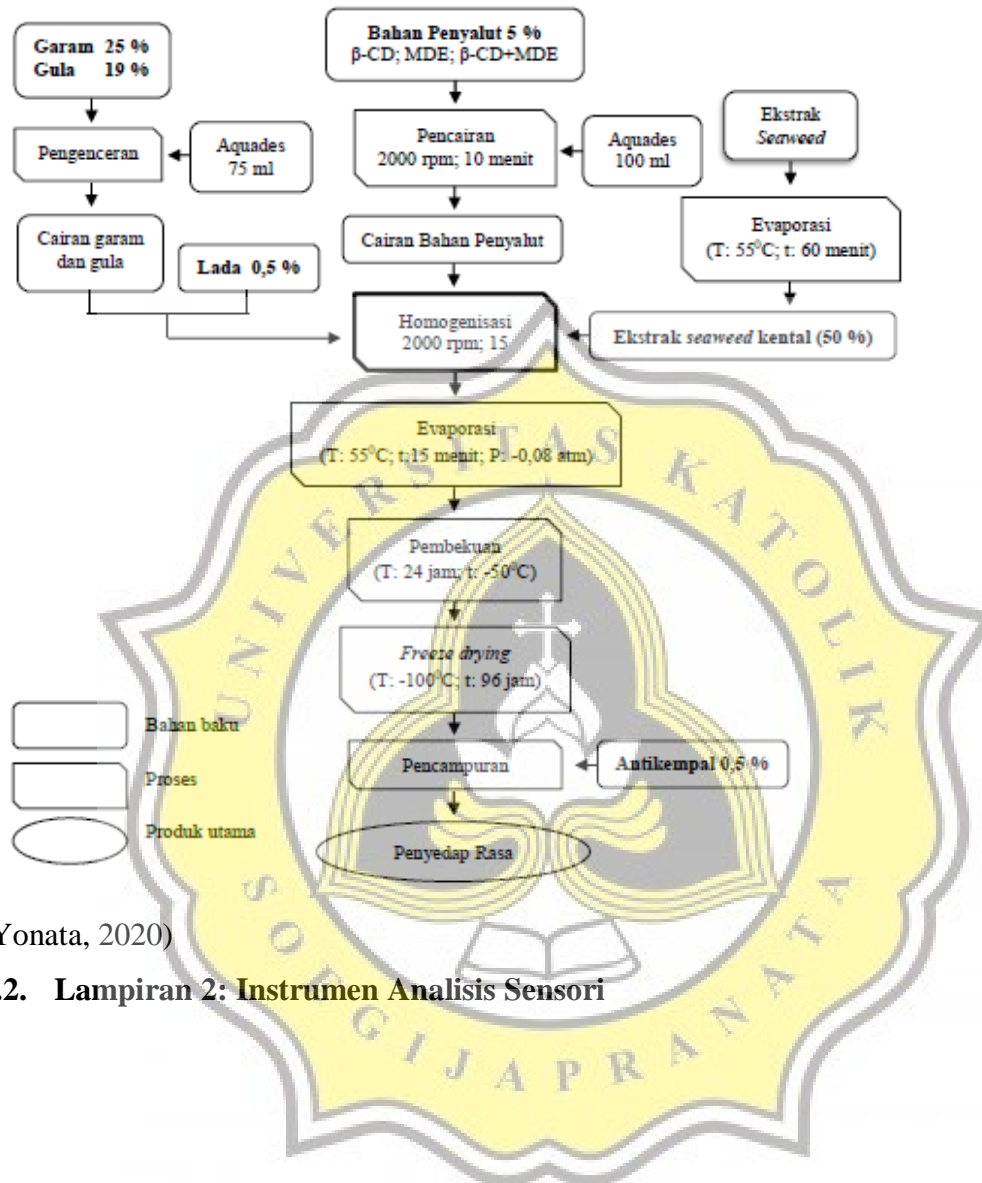 Garam 25 %
Gula 19 %
Pengenceran
Aquades
75 ml
Cairan garam
dan gula
Lada 0,5 %
Bahan Penyalut 5 %
β-CD; MDE; β-CD+MDE
Pencairan
2000 rpm; 10 menit
Aquades
100 ml
Cairan Bahan Penyalut
Ekstrak
Seaweed
Evaporasi
(T: 55⁰C; t: 60 menit)
Ekstrak seaweed kental (50 %)
Homogenisasi
2000 rpm; 15
Evaporasi
(T: 55⁰C; t:15 menit; P: -0,08 atm)
Pembekuan
(T: 24 jam; t: -50⁰C)
Freeze drying
(T: -100⁰C; t: 96 jam)
Pencampuran
Antikempal 0,5 %
Penyedap Rasa
Bahan baku
Proses
Produk utama
Yonata, 2020)
.2. Lampiran 2: Instrumen Analisis Sensori
UNIVERSITAS KATOLIK
SOEGIJAPRANATA